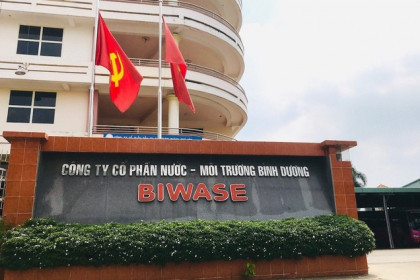 CÔNG TY CỔ PHẦN NƯỚC - MÔI TRƯỜNG BÌNH DƯƠNG
BIWASE